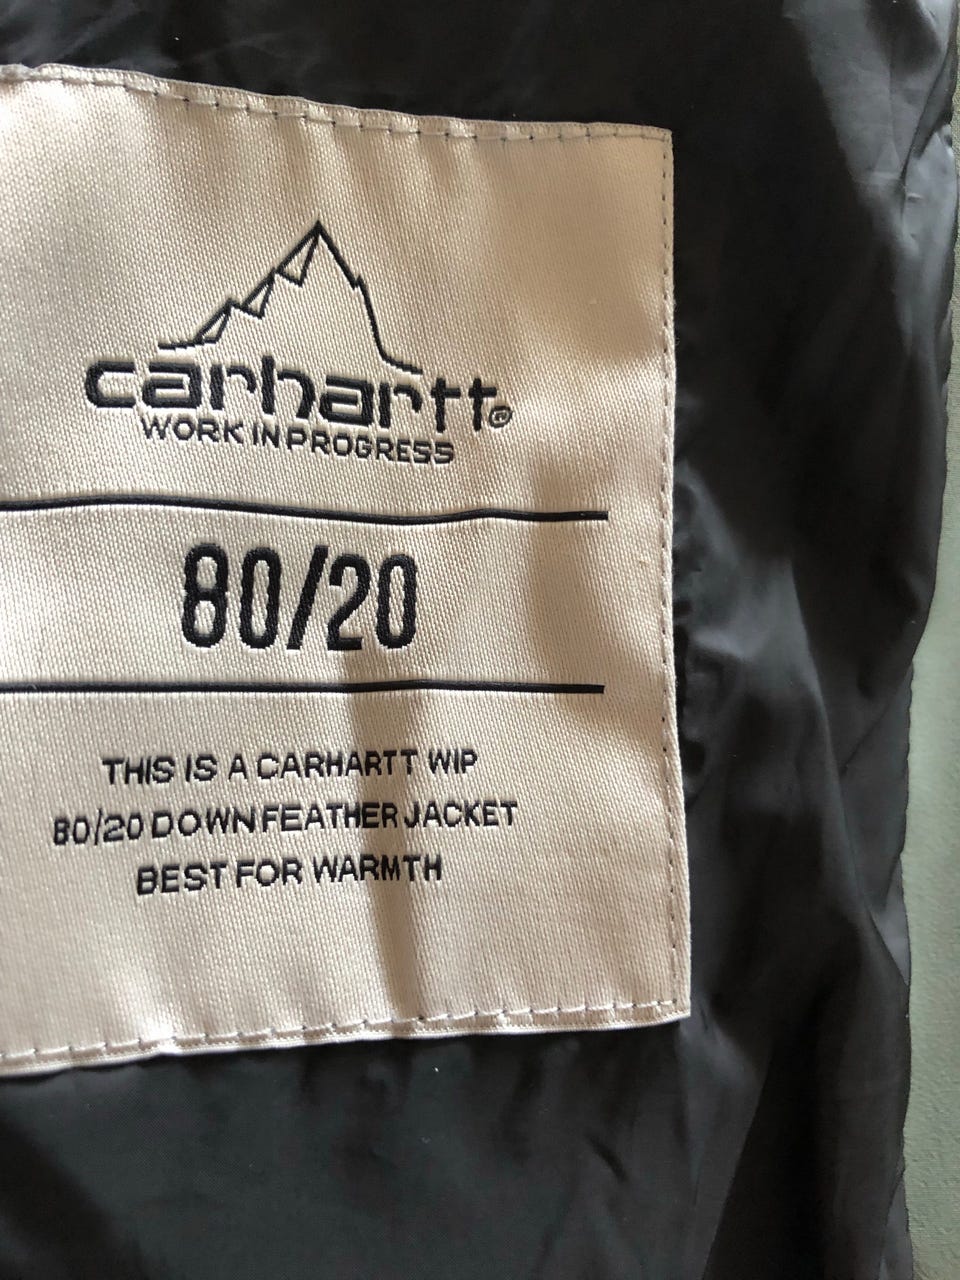 carhartt®
WORK IN PROGRESS
80/20
THIS IS A CARHARTT WIP
80/20 DOWN FEATHER JACKET
BEST FOR WARMTH